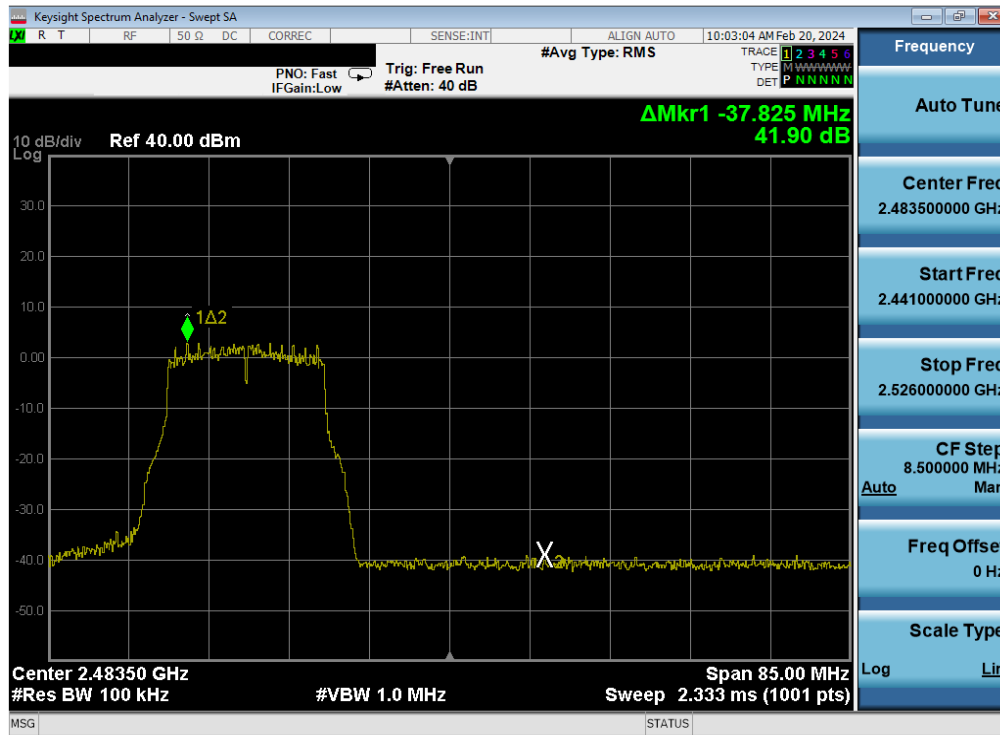 Keysight Spectrum Analyzer - Swept SA
LXI R T RF 50 Ω DC CORREC SENSE:INT ALIGN AUTO 10:03:04 AM Feb 20, 2024
PNO: Fast
IFGain:Low
Trig: Free Run
#Atten: 40 dB
#Avg Type: RMS
TRACE 1 2 3 4 5 6
TYPE M W W W W W
DET P N N N N N
ΔMkr1 -37.825 MHz
41.90 dB
10 dB/div
Log
Ref 40.00 dBm
30.0
20.0
10.0
0.00
-10.0
-20.0
-30.0
-40.0
-50.0
1Δ2
X2
Center 2.48350 GHz
#Res BW 100 kHz
#VBW 1.0 MHz
Span 85.00 MHz
Sweep 2.333 ms (1001 pts)
MSG
STATUS
Frequency
Auto Tune
Center Freq
2.483500000 GHz
Start Freq
2.441000000 GHz
Stop Freq
2.526000000 GHz
CF Step
8.500000 MHz
Auto Man
Freq Offset
0 Hz
Scale Type
Log Lin